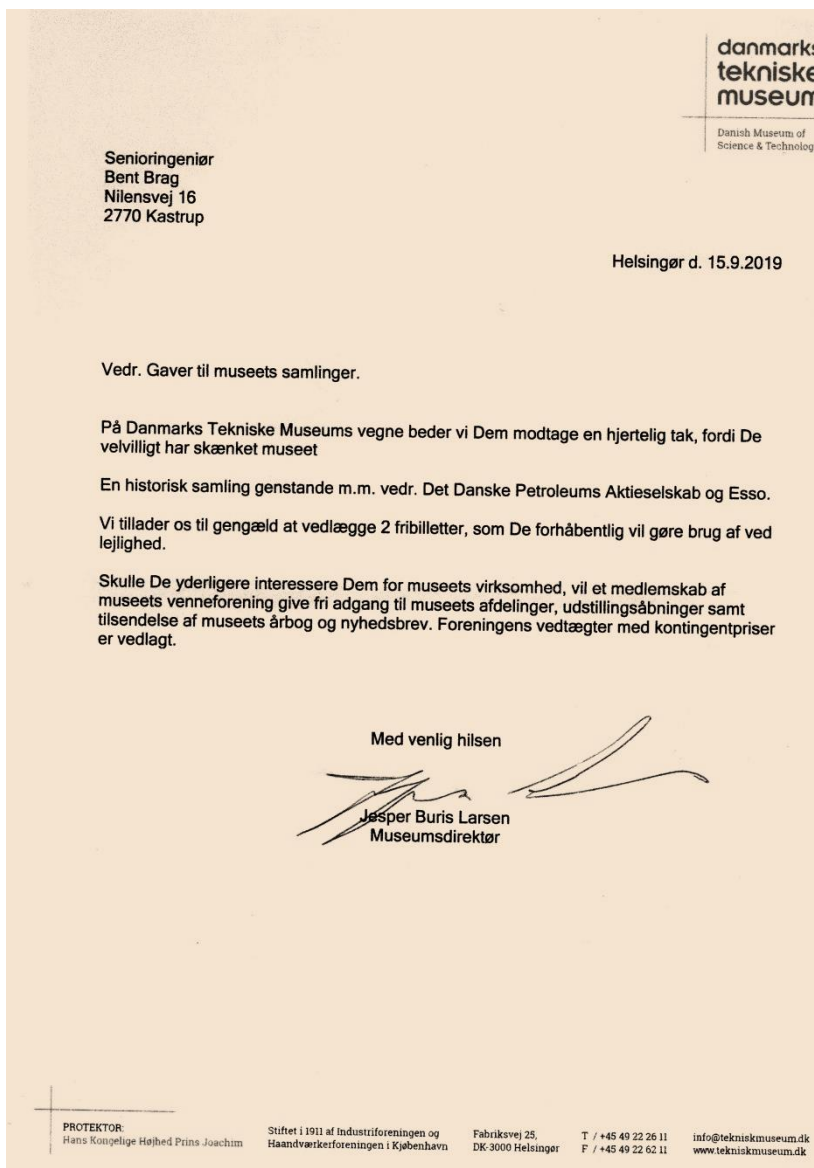 danmarks
tekniske
museum
Danish Museum of
Science & Technolog
Senioringeniør
Bent Brag
Nilensvej 16
2770 Kastrup
Helsingør d. 15.9.2019
Vedr. Gaver til museets samlinger.
På Danmarks Tekniske Museums vegne beder vi Dem modtage en hjertelig tak, fordi De
velvilligt har skænket museet
En historisk samling genstande m.m. vedr. Det Danske Petroleums Aktieselskab og Esso.
Vi tillader os til gengæld at vedlægge 2 fribilletter, som De forhåbentlig vil gøre brug af ved
lejlighed.
Skulle De yderligere interessere Dem for museets virksomhed, vil et medlemskab af
museets venneforening give fri adgang til museets afdelinger, udstillingsåbninger samt
tilsendelse af museets årbog og nyhedsbrev. Foreningens vedtægter med kontingentpriser
er vedlagt.
Med venlig hilsen
Jesper Buris Larsen
Museumsdirektør
PROTEKTOR:
Hans Kongelige Højhed Prins Joachim
Stiftet i 1911 af Industriforeningen og
Haandværkerforeningen i Kjøbenhavn
Fabriksvej 25,
DK-3000 Helsingør
T / +45 49 22 26 11
F / +45 49 22 62 11
info@tekniskmuseum.dk
www.tekniskmuseum.dk